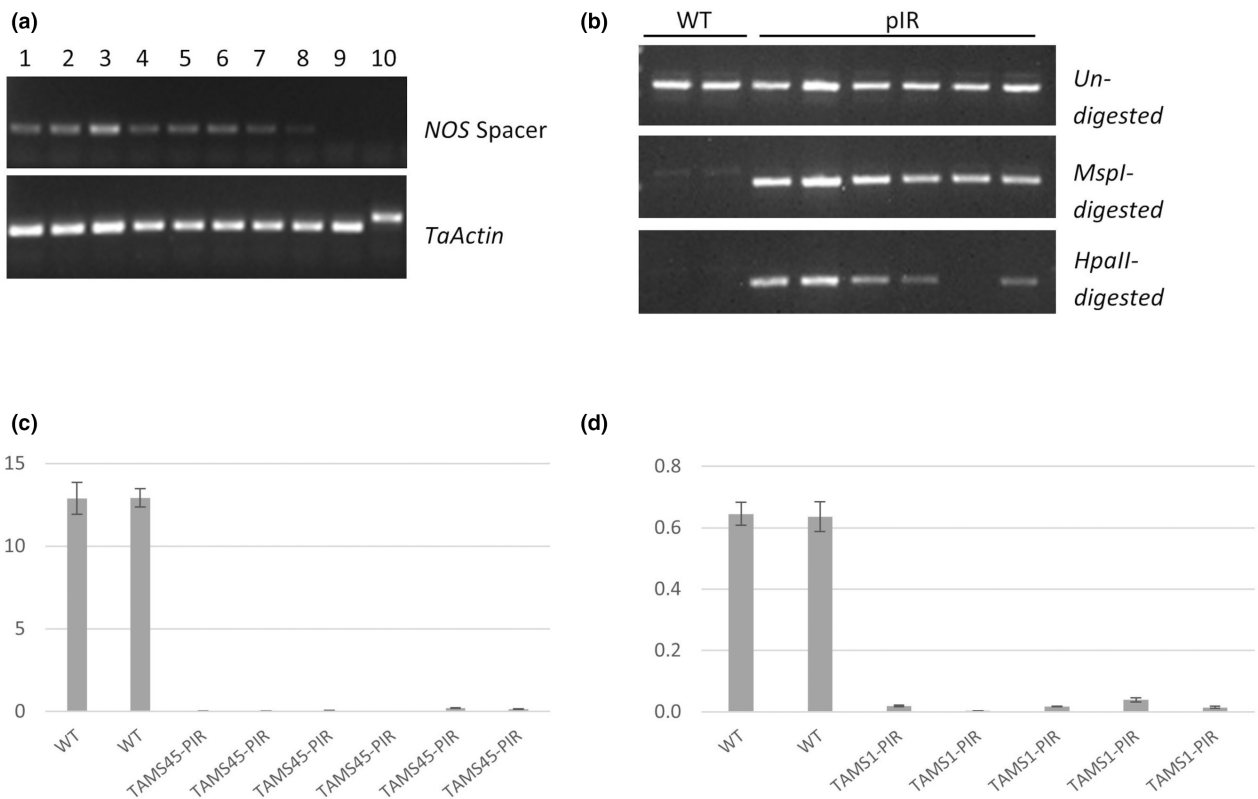 (a)
1 2 3 4 5 6 7 8 9 10
NOS Spacer
TaActin
(b)
WT pIR
Un-
digested
MspI-
digested
HpaII-
digested
(c)
15
10
5
0
WT WT TAMS45-PIR TAMS45-PIR TAMS45-PIR TAMS45-PIR TAMS45-PIR TAMS45-PIR
(d)
0.8
0.6
0.4
0.2
0.0
WT WT TAMS1-PIR TAMS1-PIR TAMS1-PIR TAMS1-PIR TAMS1-PIR